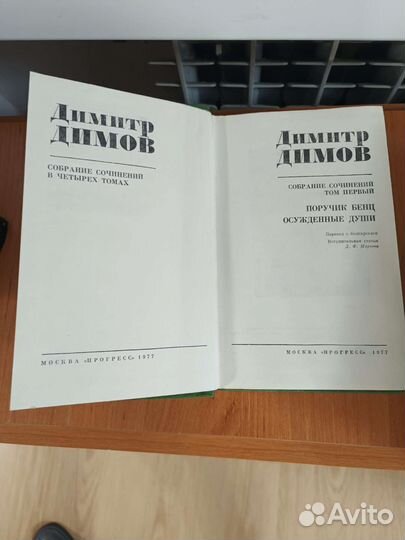 Димитр
ДИМОВ
СОБРАНИЕ СОЧИНЕНИЙ
В ЧЕТЫРЕХ ТОМАХ
МОСКВА «ПРОГРЕСС» 1977
Димитр
ДИМОВ
СОБРАНИЕ СОЧИНЕНИЙ
ТОМ ПЕРВЫЙ
ПОРУЧИК БЕНЦ
ОСУЖДЕННЫЕ ДУШИ
Перевод с болгарского
Вступительная статья
Д. Ф. Маркова
МОСКВА «ПРОГРЕСС» 1977
Avito